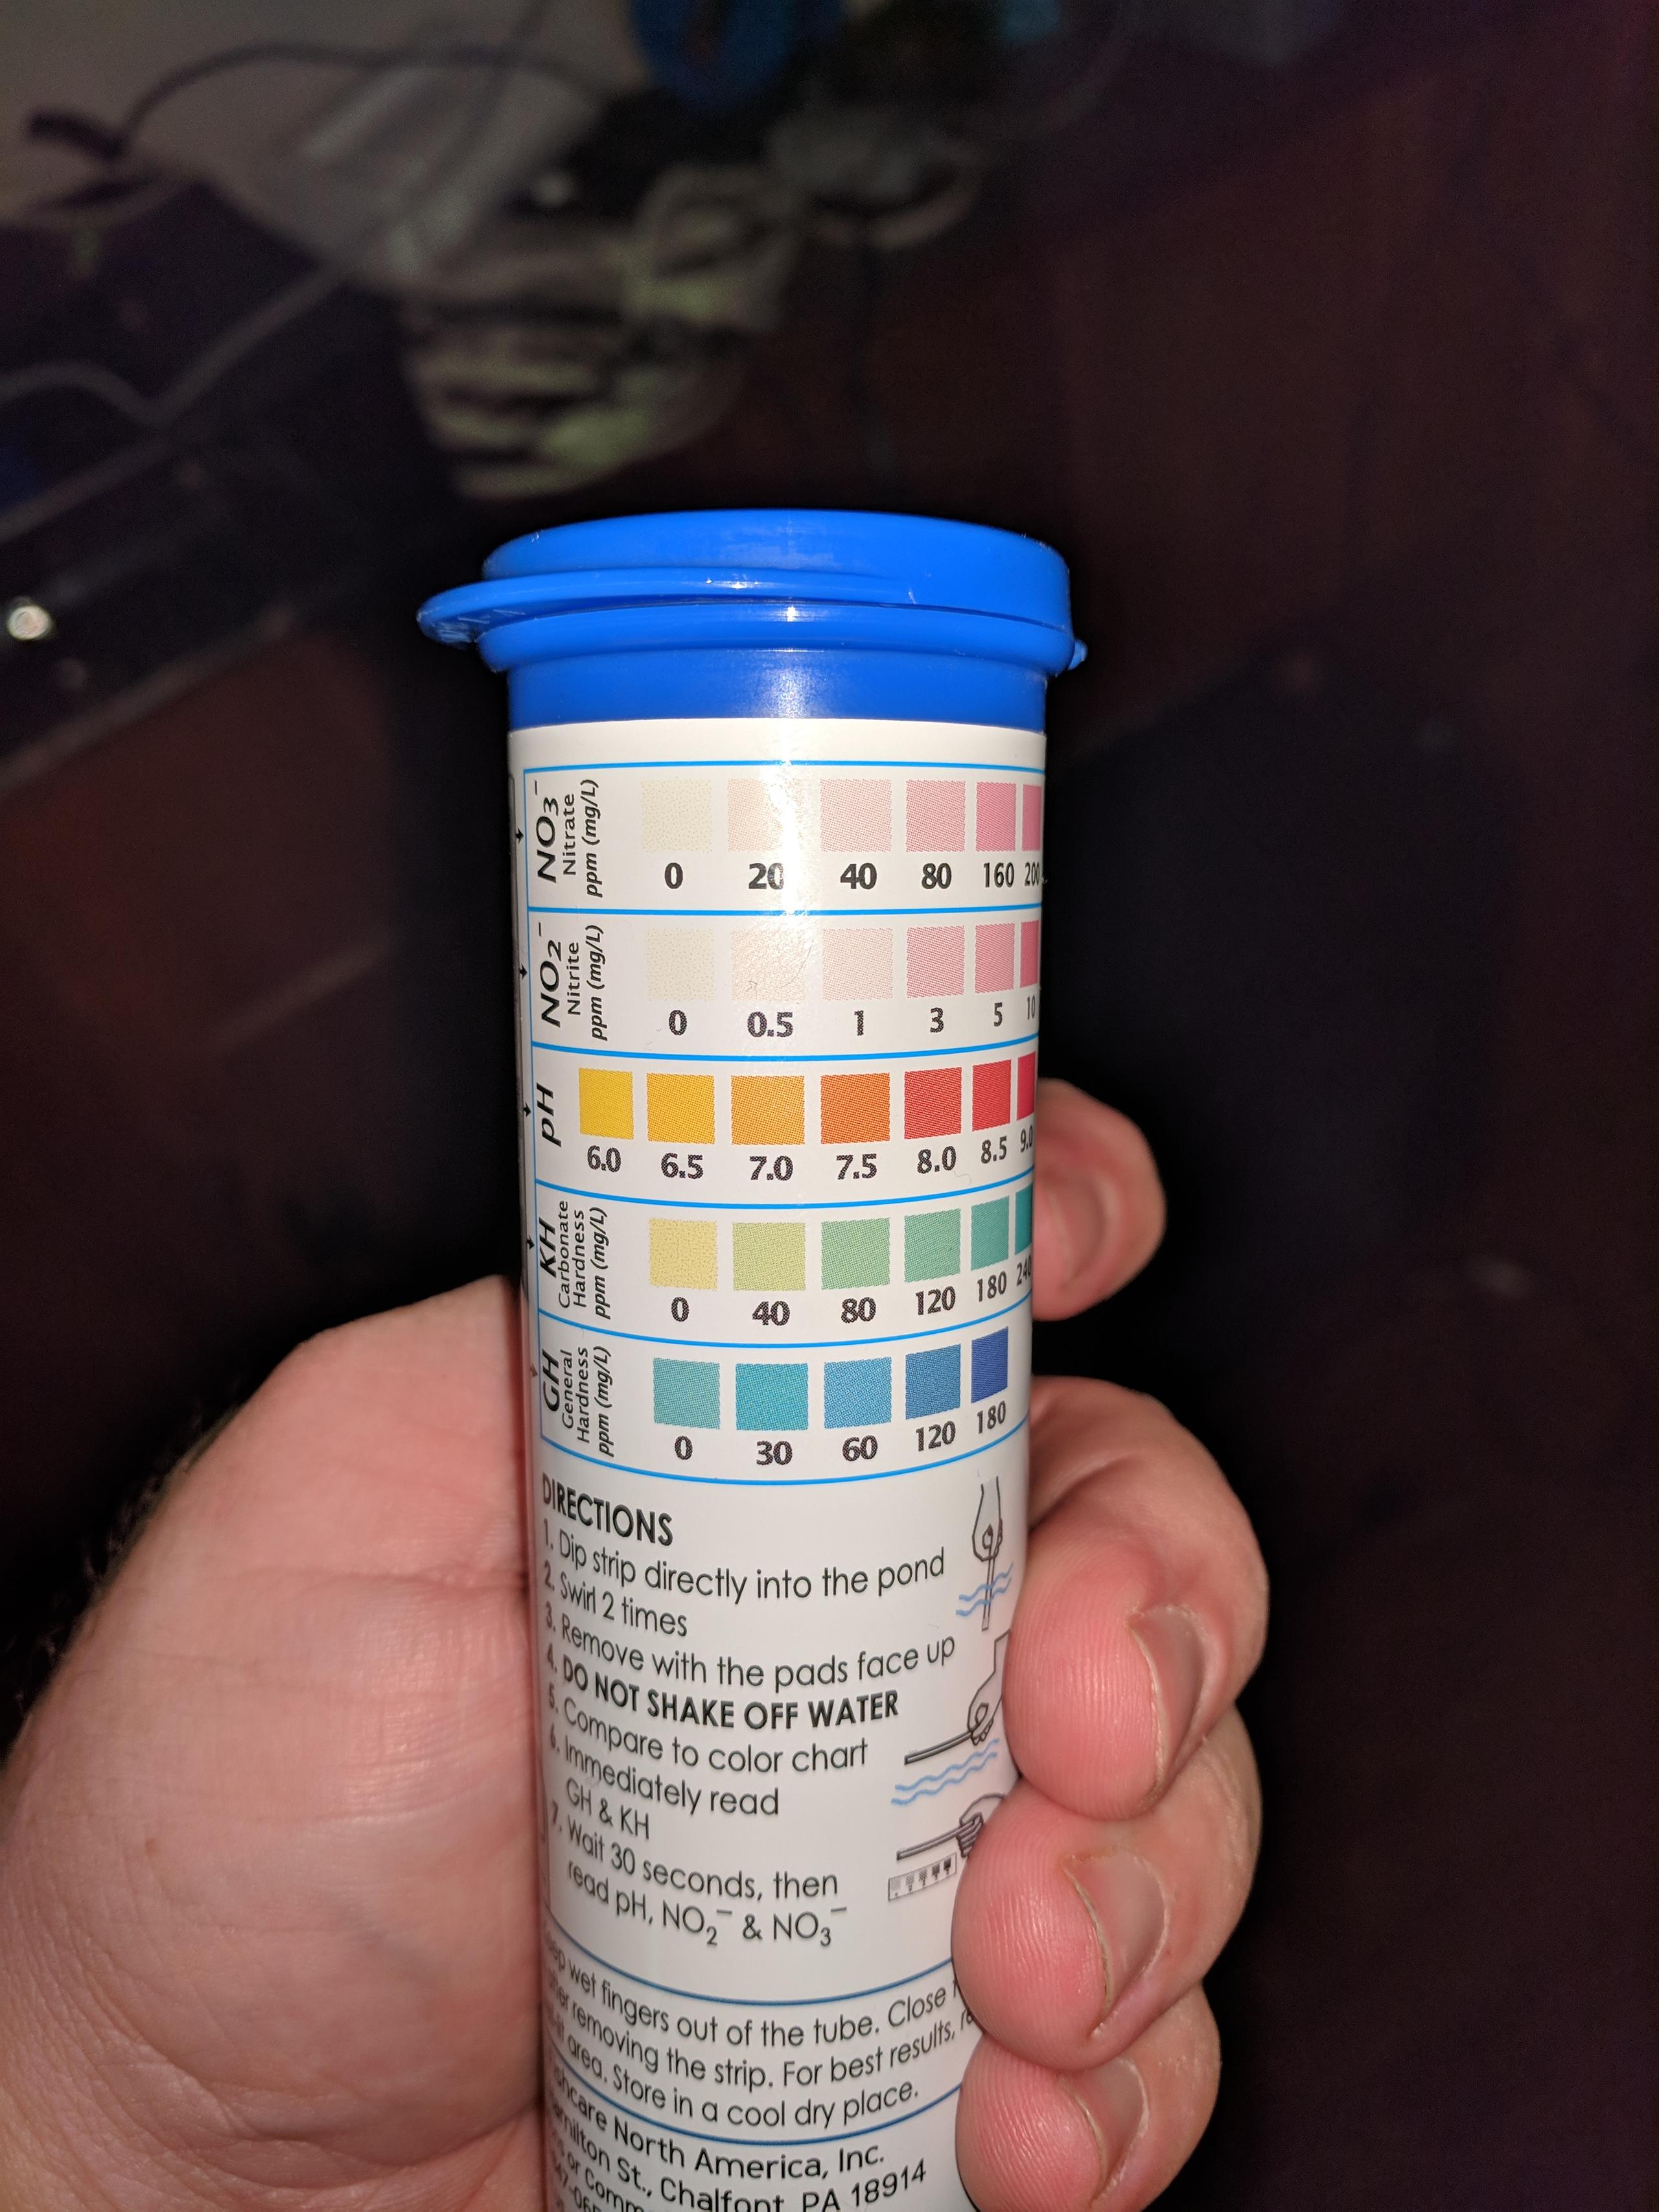 NO3⁻
Nitrate
ppm (mg/L)
0 20 40 80 160 200
NO2⁻
Nitrite
ppm (mg/L)
0 0.5 1 3 5 10
pH
6.0 6.5 7.0 7.5 8.0 8.5 9.0
KH
Carbonate
Hardness
ppm (mg/L)
0 40 80 120 180 240
GH
General
Hardness
ppm (mg/L)
0 30 60 120 180
DIRECTIONS
1. Dip strip directly into the pond
2. Swirl 2 times
3. Remove with the pads face up
4. DO NOT SHAKE OFF WATER
5. Compare to color chart
6. Immediately read
GH & KH
7. Wait 30 seconds, then
read pH, NO2⁻ & NO3⁻
wet fingers out of the tube. Close
removing the strip. For best results,
area. Store in a cool dry place.
North America, Inc.
St., Chalfont, PA 18914